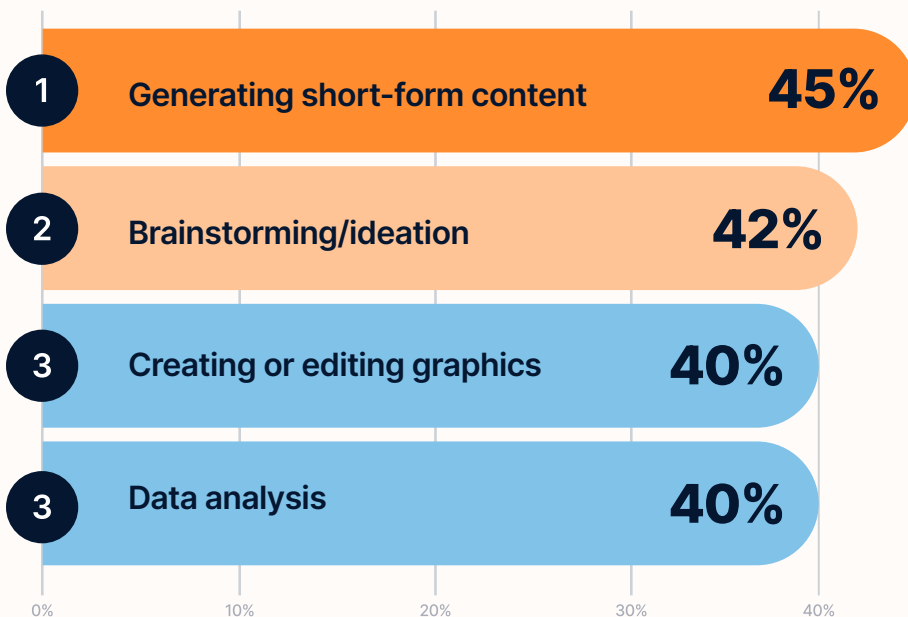 1 Generating short-form content 45%
2 Brainstorming/ideation 42%
3 Creating or editing graphics 40%
3 Data analysis 40%
0% 10% 20% 30% 40%